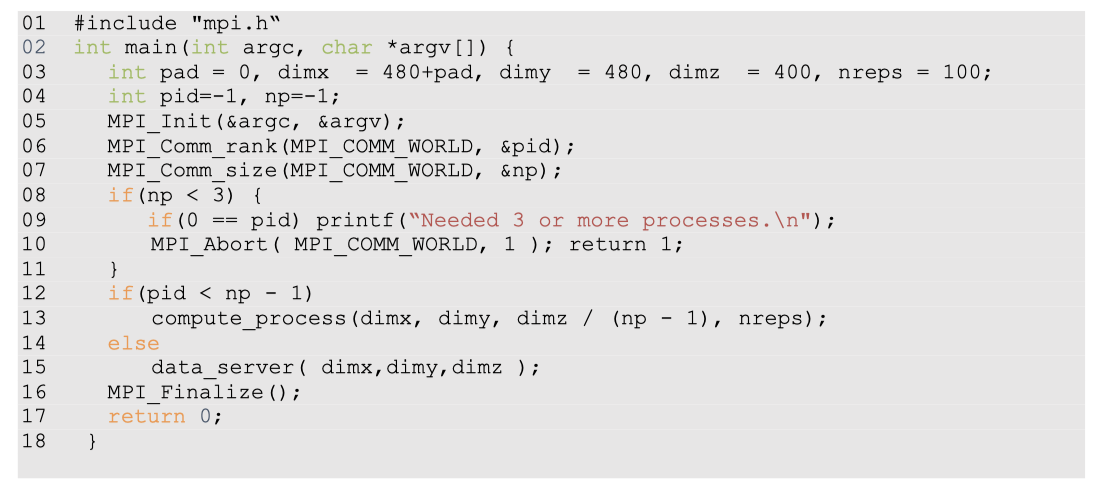 01 #include "mpi.h“
02 int main(int argc, char *argv[]) {
03 int pad = 0, dimx = 480+pad, dimy = 480, dimz = 400, nreps = 100;
04 int pid=-1, np=-1;
05 MPI_Init(&argc, &argv);
06 MPI_Comm_rank(MPI_COMM_WORLD, &pid);
07 MPI_Comm_size(MPI_COMM_WORLD, &np);
08 if(np < 3) {
09 if(0 == pid) printf(“Needed 3 or more processes.\n");
10 MPI_Abort( MPI_COMM_WORLD, 1 ); return 1;
11 }
12 if(pid < np - 1)
13 compute_process(dimx, dimy, dimz / (np - 1), nreps);
14 else
15 data_server( dimx,dimy,dimz );
16 MPI_Finalize();
17 return 0;
18 }